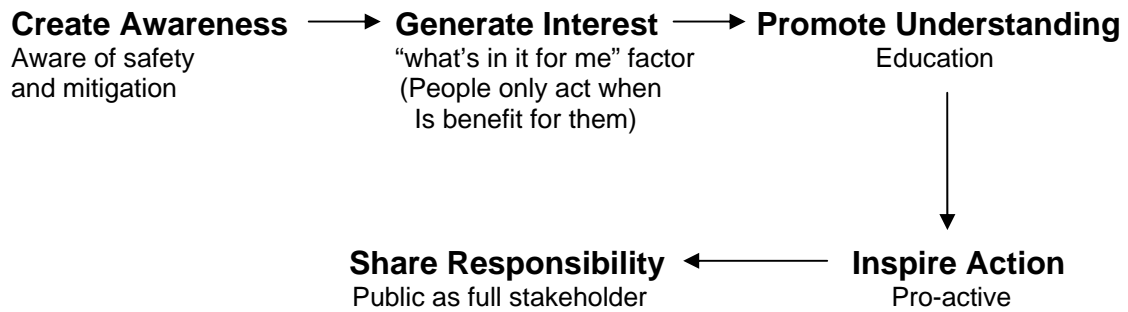 Create Awareness
Aware of safety
and mitigation
Generate Interest
“what’s in it for me” factor
(People only act when
Is benefit for them)
Promote Understanding
Education
Inspire Action
Pro-active
Share Responsibility
Public as full stakeholder